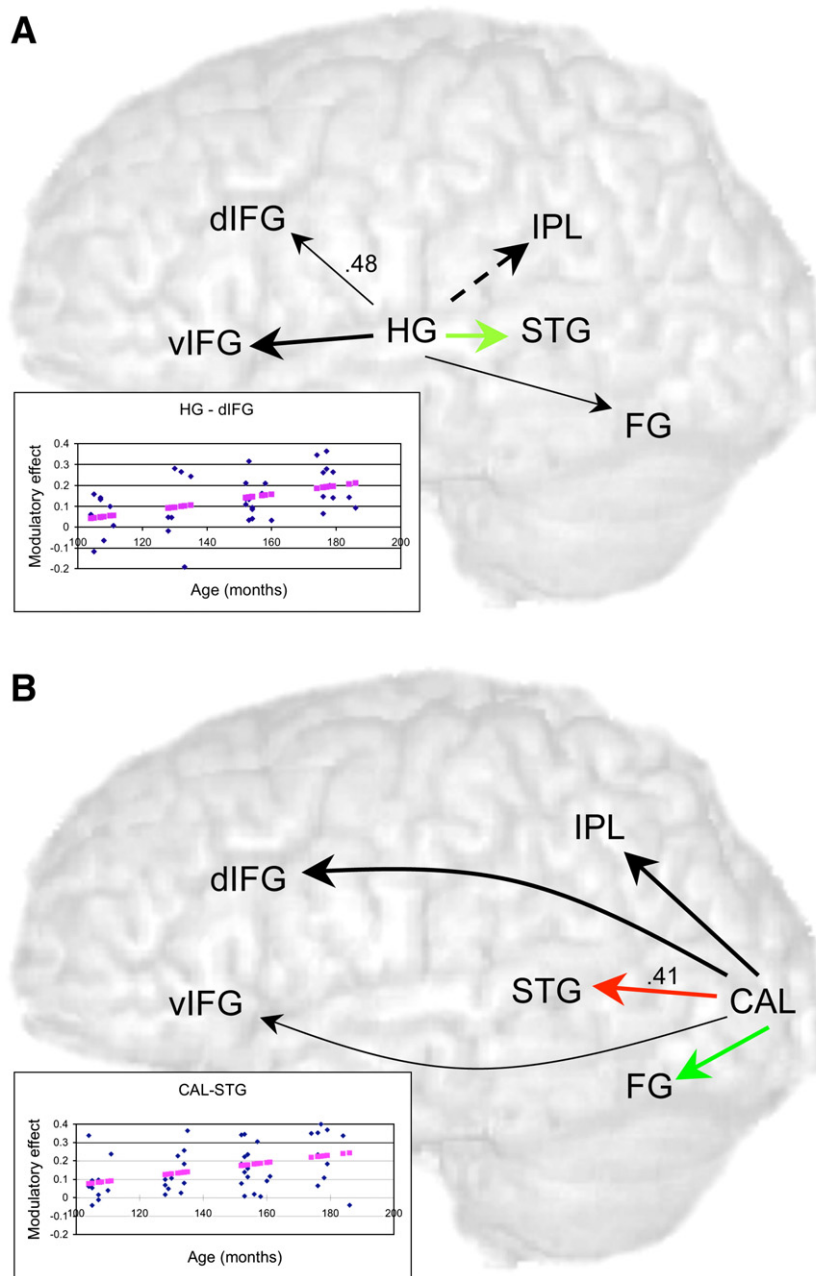 A
dIFG
IPL
.48
HG
STG
vIFG
FG
HG - dIFG
Modulatory effect
0.4
0.3
0.2
0.1
0
-0.1
-0.2
100 120 140 160 180 200
Age (months)
B
IPL
dIFG
.41
STG
CAL
vIFG
FG
CAL-STG
Modulatory effect
0.4
0.3
0.2
0.1
0
-0.1
-0.2
100 120 140 160 180 200
Age (months)